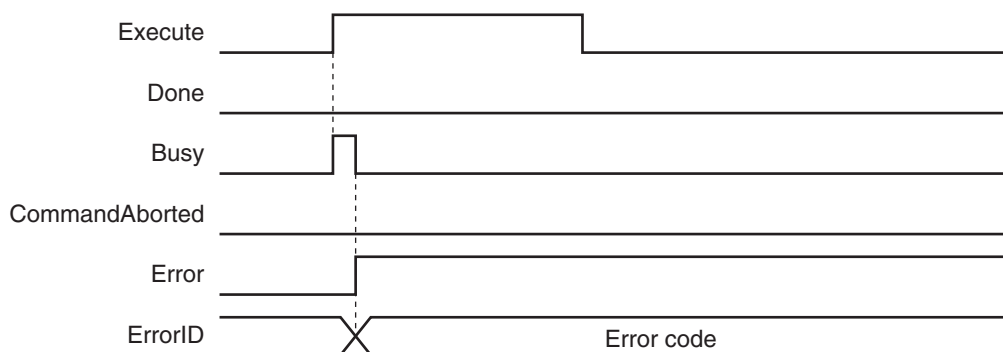 Execute
Done
Busy
CommandAborted
Error
ErrorID
Error code